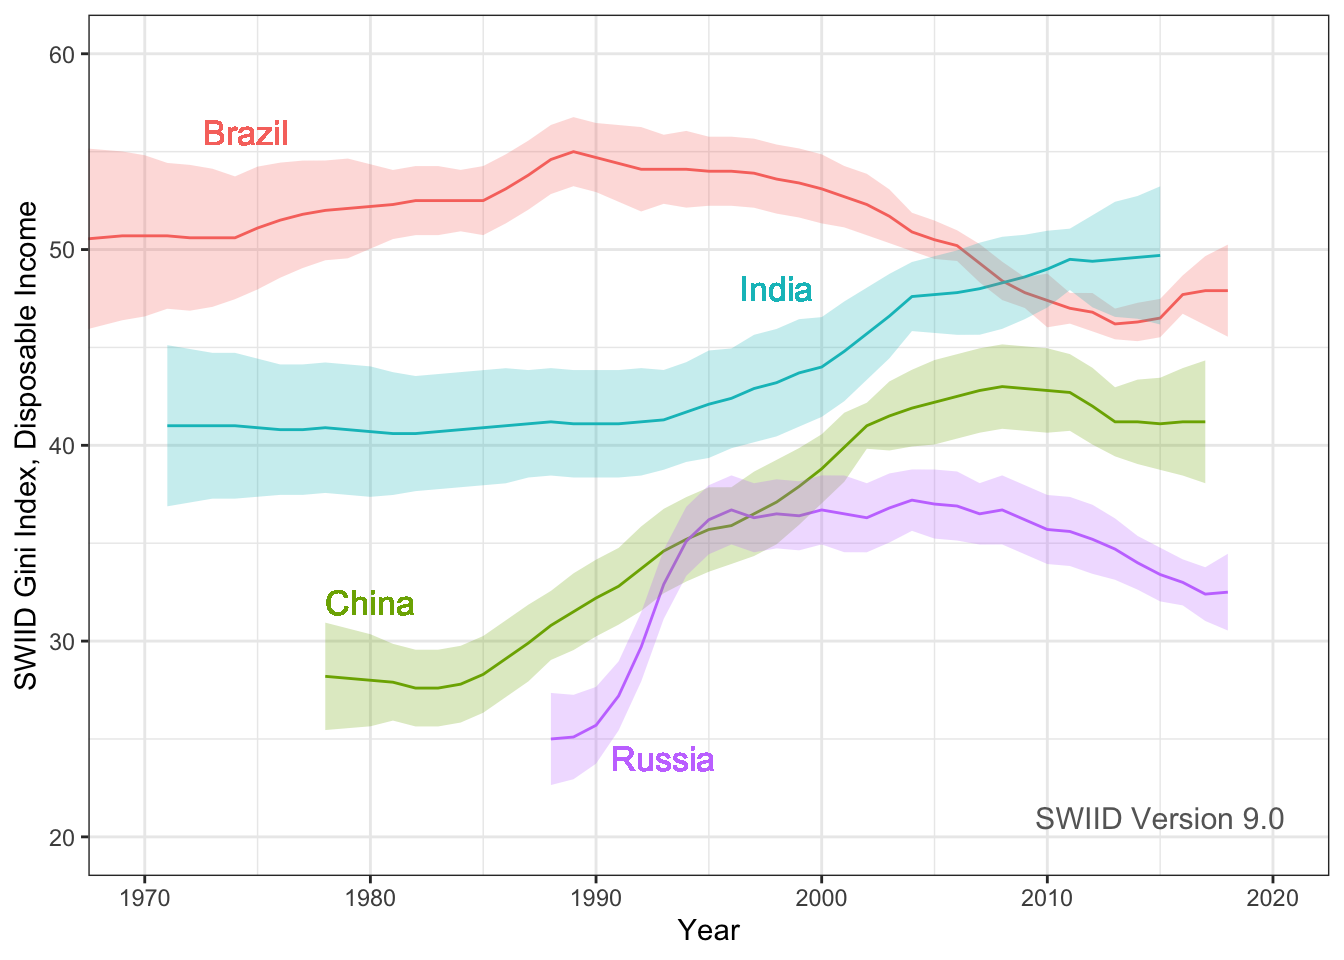 60
50
40
30
20
SWIID Gini Index, Disposable Income
Brazil
India
China
Russia
SWIID Version 9.0
1970 1980 1990 2000 2010 2020
Year